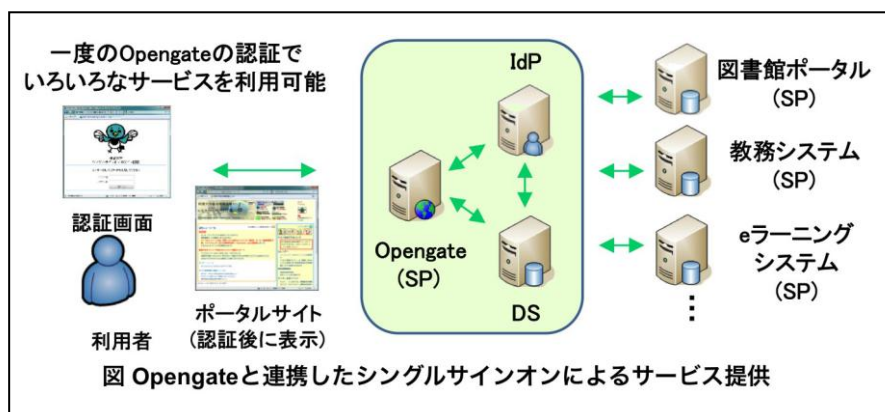 一度のOpengateの認証で
いろいろなサービスを利用可能
認証画面
利用者
ポータルサイト
(認証後に表示)
IdP
Opengate
(SP)
DS
図書館ポータル
(SP)
教務システム
(SP)
eラーニング
システム
(SP)
⋮
図 Opengateと連携したシングルサインオンによるサービス提供